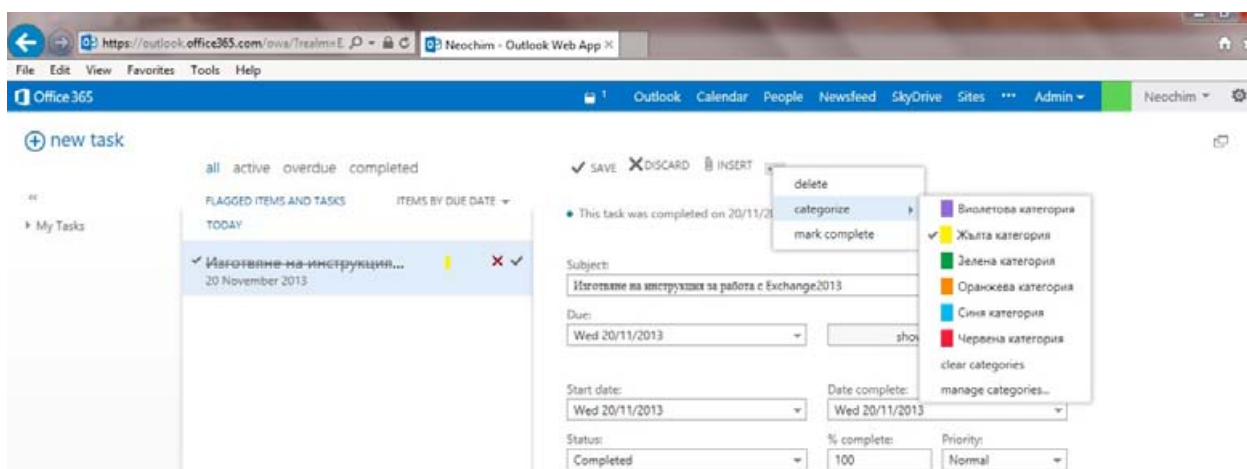 https://outlook.office365.com/owa/?realm=E
Neochim - Outlook Web App
File Edit View Favorites Tools Help
Office 365
1 Outlook Calendar People Newsfeed SkyDrive Sites ••• Admin Neochim
new task
all active overdue completed
SAVE DISCARD INSERT
FLAGGED ITEMS AND TASKS ITEMS BY DUE DATE
My Tasks
TODAY
Изготвяне на инструкция...
20 November 2013
delete
categorize
mark complete
Виолетова категория
Жълта категория
Зелена категория
Оранжева категория
Синя категория
Червена категория
clear categories
manage categories...
This task was completed on 20/11/2
Subject:
Изготвяне на инструкция за работа с Exchange2013
Due:
Wed 20/11/2013
Start date:
Wed 20/11/2013
Date complete:
Wed 20/11/2013
Status:
Completed
% complete:
100
Priority:
Normal